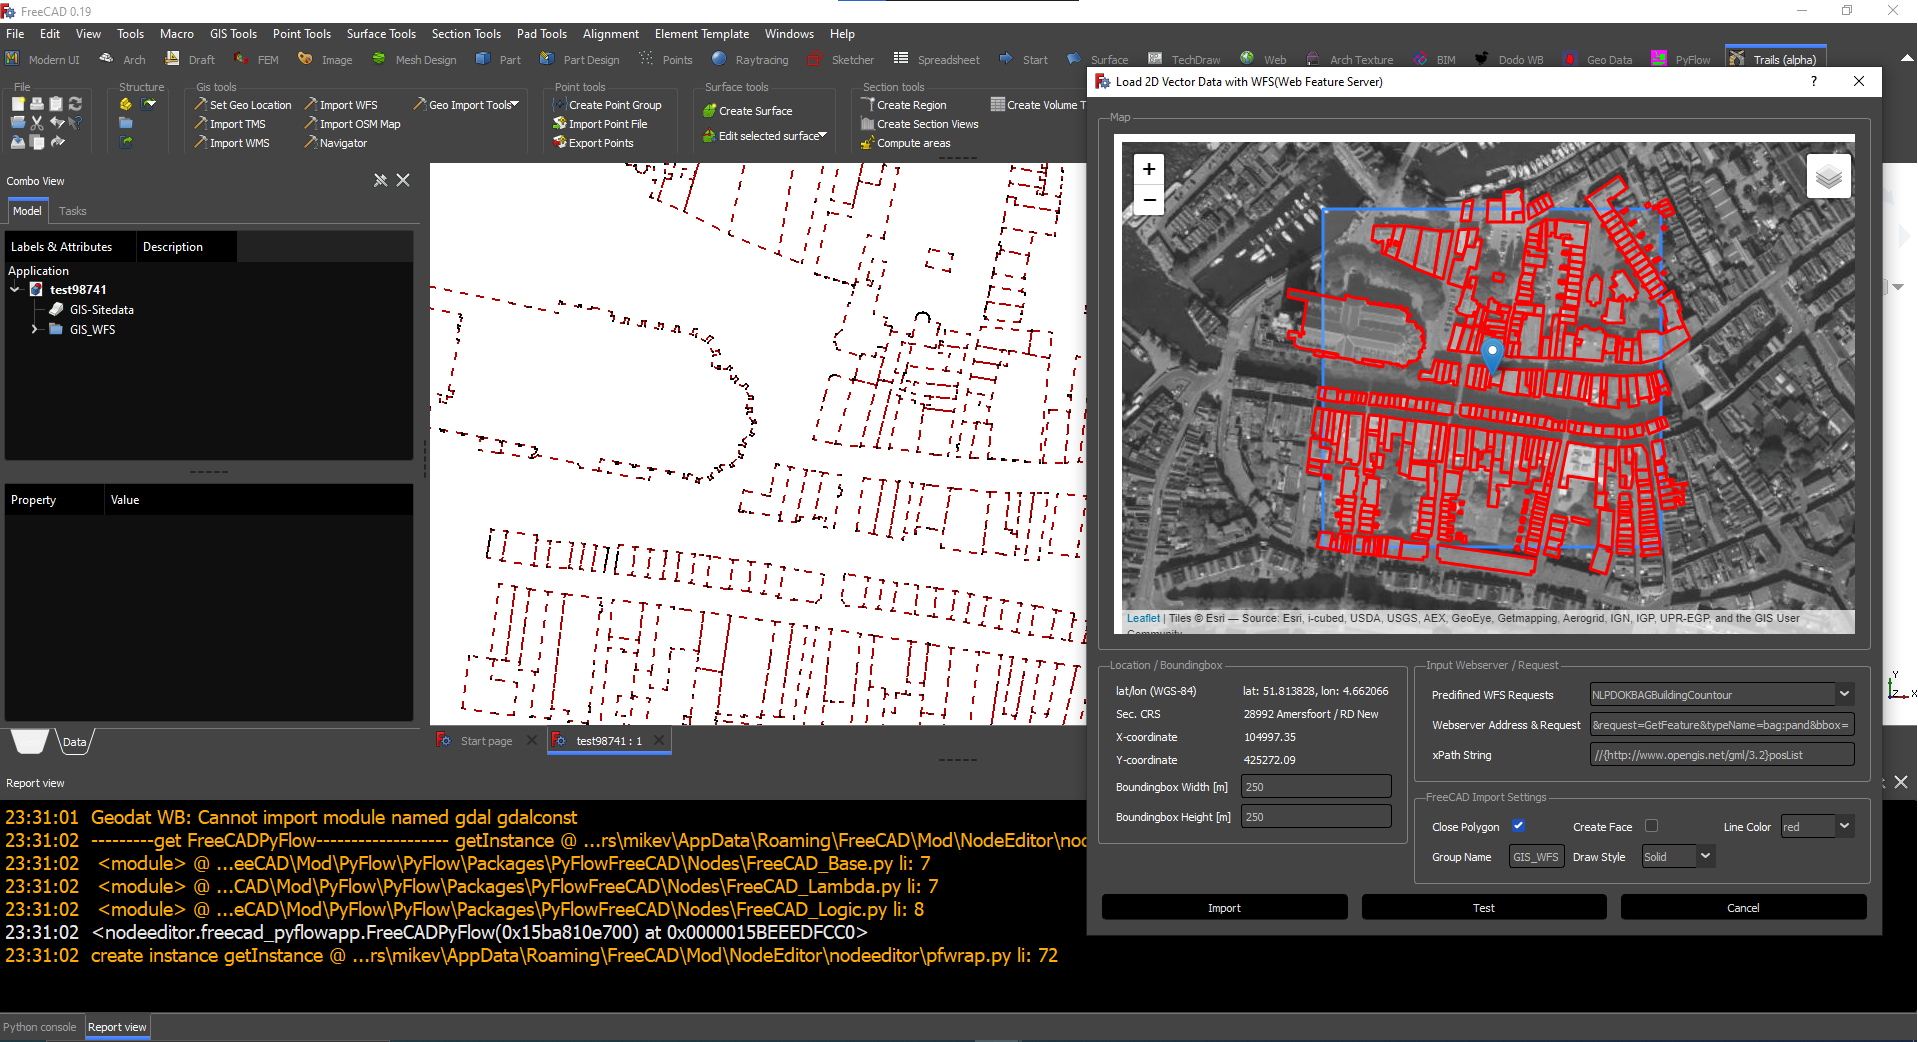 FreeCAD 0.19
File Edit View Tools Macro GIS Tools Point Tools Surface Tools Section Tools Pad Tools Alignment Element Template Windows Help
Modern UI Arch Draft FEM Image Mesh Design Part Part Design Points Raytracing Sketcher Spreadsheet Start Surface TechDraw Web Arch Texture BIM Dodo WB Geo Data PyFlow Trails (alpha)
File Structure Gis tools Point tools Surface tools Section tools
Set Geo Location Import WFS Geo Import Tools Create Point Group Create Region Create Volume T
Import TMS Import OSM Map Import Point File Create Surface Create Section Views
Import WMS Navigator Export Points Edit selected surface Compute areas
Combo View
Model Tasks
Labels & Attributes Description
Application
test98741
GIS-Sitedata
GIS_WFS
Property Value
Data
Start page test98741 : 1
Load 2D Vector Data with WFS(Web Feature Server) ?
Map
+
−
Leaflet | Tiles © Esri — Source: Esri, i-cubed, USDA, USGS, AEX, GeoEye, Getmapping, Aerogrid, IGN, IGP, UPR-EGP, and the GIS User
Community
Location / Boundingbox
lat/lon (WGS-84) lat: 51.813828, lon: 4.662066
Sec. CRS 28992 Amersfoort / RD New
X-coordinate 104997.35
Y-coordinate 425272.09
Boundingbox Width [m] 250
Boundingbox Height [m] 250
Input Webserver / Request
Predifined WFS Requests NLPDOKBAGBuildingCountour
Webserver Address & Request &request=GetFeature&typeName=bag:pand&bbox=
xPath String //{http://www.opengis.net/gml/3.2}posList
FreeCAD Import Settings
Close Polygon Create Face Line Color red
Group Name GIS_WFS Draw Style Solid
Import Test Cancel
Y
Z
X
Report view
23:31:01 Geodat WB: Cannot import module named gdal gdalconst
23:31:02 ---------get FreeCADPyFlow------------------- getInstance @ ...rs\mikev\AppData\Roaming\FreeCAD\Mod\NodeEditor\nod
23:31:02 <module> @ ...eeCAD\Mod\PyFlow\PyFlow\Packages\PyFlowFreeCAD\Nodes\FreeCAD_Base.py li: 7
23:31:02 <module> @ ...CAD\Mod\PyFlow\PyFlow\Packages\PyFlowFreeCAD\Nodes\FreeCAD_Lambda.py li: 7
23:31:02 <module> @ ...eCAD\Mod\PyFlow\PyFlow\Packages\PyFlowFreeCAD\Nodes\FreeCAD_Logic.py li: 8
23:31:02 <nodeeditor.freecad_pyflowapp.FreeCADPyFlow(0x15ba810e700) at 0x0000015BEEEDFCC0>
23:31:02 create instance getInstance @ ...rs\mikev\AppData\Roaming\FreeCAD\Mod\NodeEditor\nodeeditor\pfwrap.py li: 72
Python console Report view